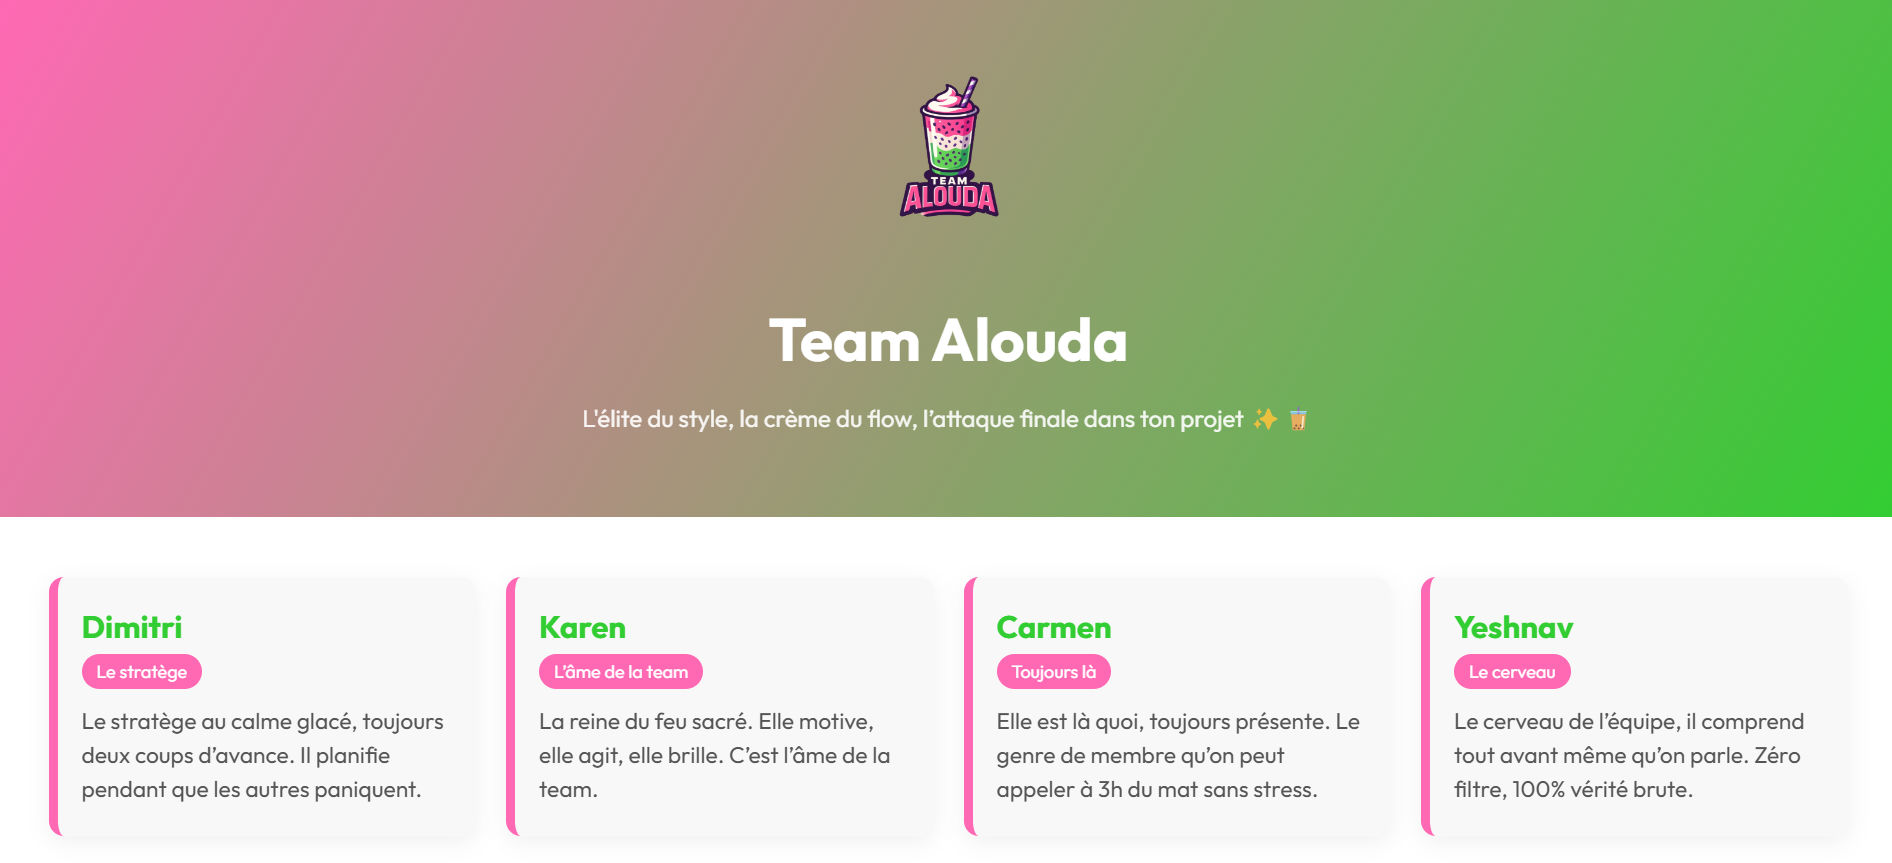 TEAM
ALOUDA
Team Alouda
L'élite du style, la crème du flow, l’attaque finale dans ton projet ✨ 🧋
Dimitri
Le stratège
Le stratège au calme glacé, toujours
deux coups d’avance. Il planifie
pendant que les autres paniquent.
Karen
L’âme de la team
La reine du feu sacré. Elle motive,
elle agit, elle brille. C’est l’âme de la
team.
Carmen
Toujours là
Elle est là quoi, toujours présente. Le
genre de membre qu’on peut
appeler à 3h du mat sans stress.
Yeshnav
Le cerveau
Le cerveau de l’équipe, il comprend
tout avant même qu’on parle. Zéro
filtre, 100% vérité brute.